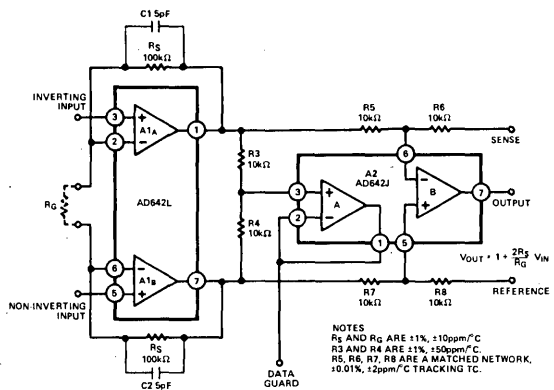 C1 5pF
RS
100kΩ
INVERTING
INPUT
3
+
A1A
1
2
−
R5
10kΩ
R6
10kΩ
SENSE
6
R3
10kΩ
A2
AD642J
RG
AD642L
3
+
A
−
B
7
OUTPUT
2
−
+
R4
10kΩ
1
5
VOUT = 1 + 2RS/RG VIN
6
−
A1B
7
R7
10kΩ
R8
10kΩ
REFERENCE
NON-INVERTING
INPUT
5
+
RS
100kΩ
C2 5pF
DATA
GUARD
NOTES
RS AND RG ARE ±1%, ±10ppm/°C
R3 AND R4 ARE ±1%, ±50ppm/°C.
R5, R6, R7, R8 ARE A MATCHED NETWORK,
±0.01%, ±2ppm/°C TRACKING TC.